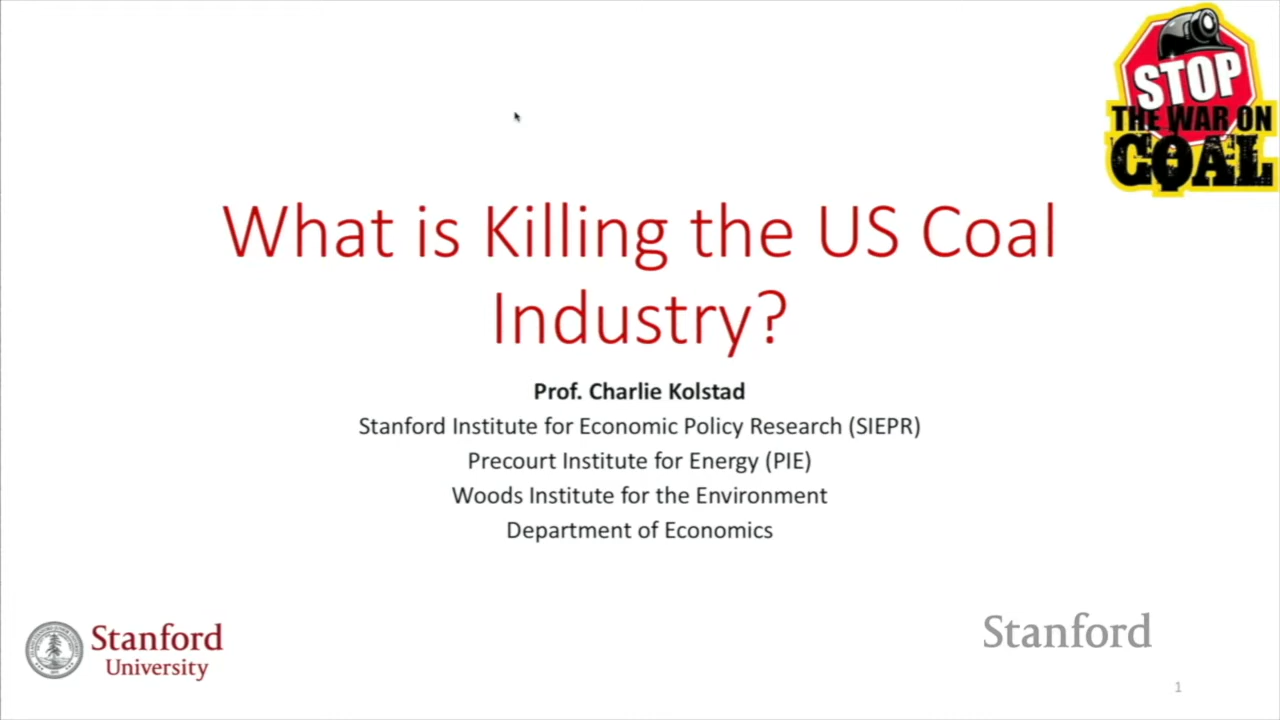 STOP
THE WAR ON
COAL
What is Killing the US Coal
Industry?
Prof. Charlie Kolstad
Stanford Institute for Economic Policy Research (SIEPR)
Precourt Institute for Energy (PIE)
Woods Institute for the Environment
Department of Economics
Stanford
University
Stanford
1